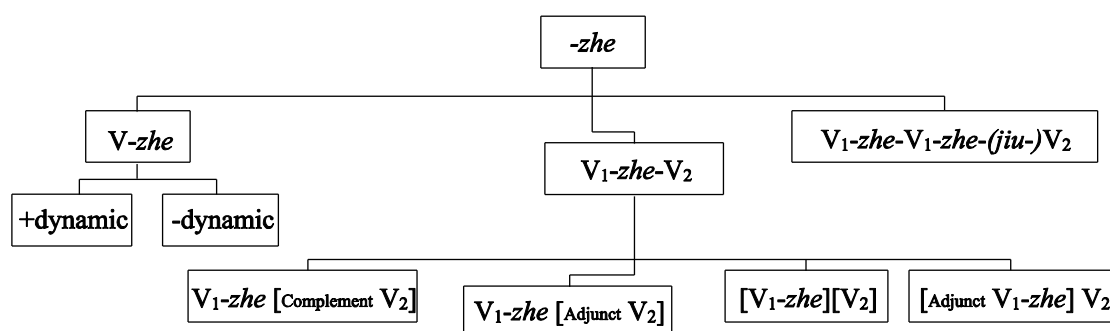 -zhe
V-zhe
V₁-zhe-V₁-zhe-(jiu-)V₂
V₁-zhe-V₂
+dynamic
-dynamic
V₁-zhe [Complement V₂]
V₁-zhe [Adjunct V₂]
[V₁-zhe][V₂]
[Adjunct V₁-zhe] V₂